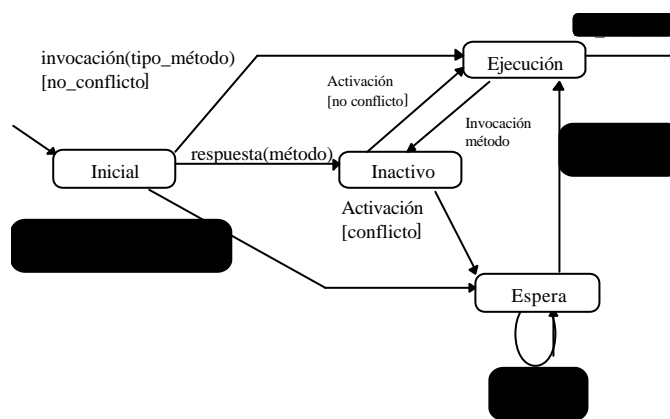 invocación(tipo_método)
[no_conflicto]
Ejecución
Activación
[no conflicto]
Invocación
método
Inicial
respuesta(método)
Inactivo
Activación
[conflicto]
Espera